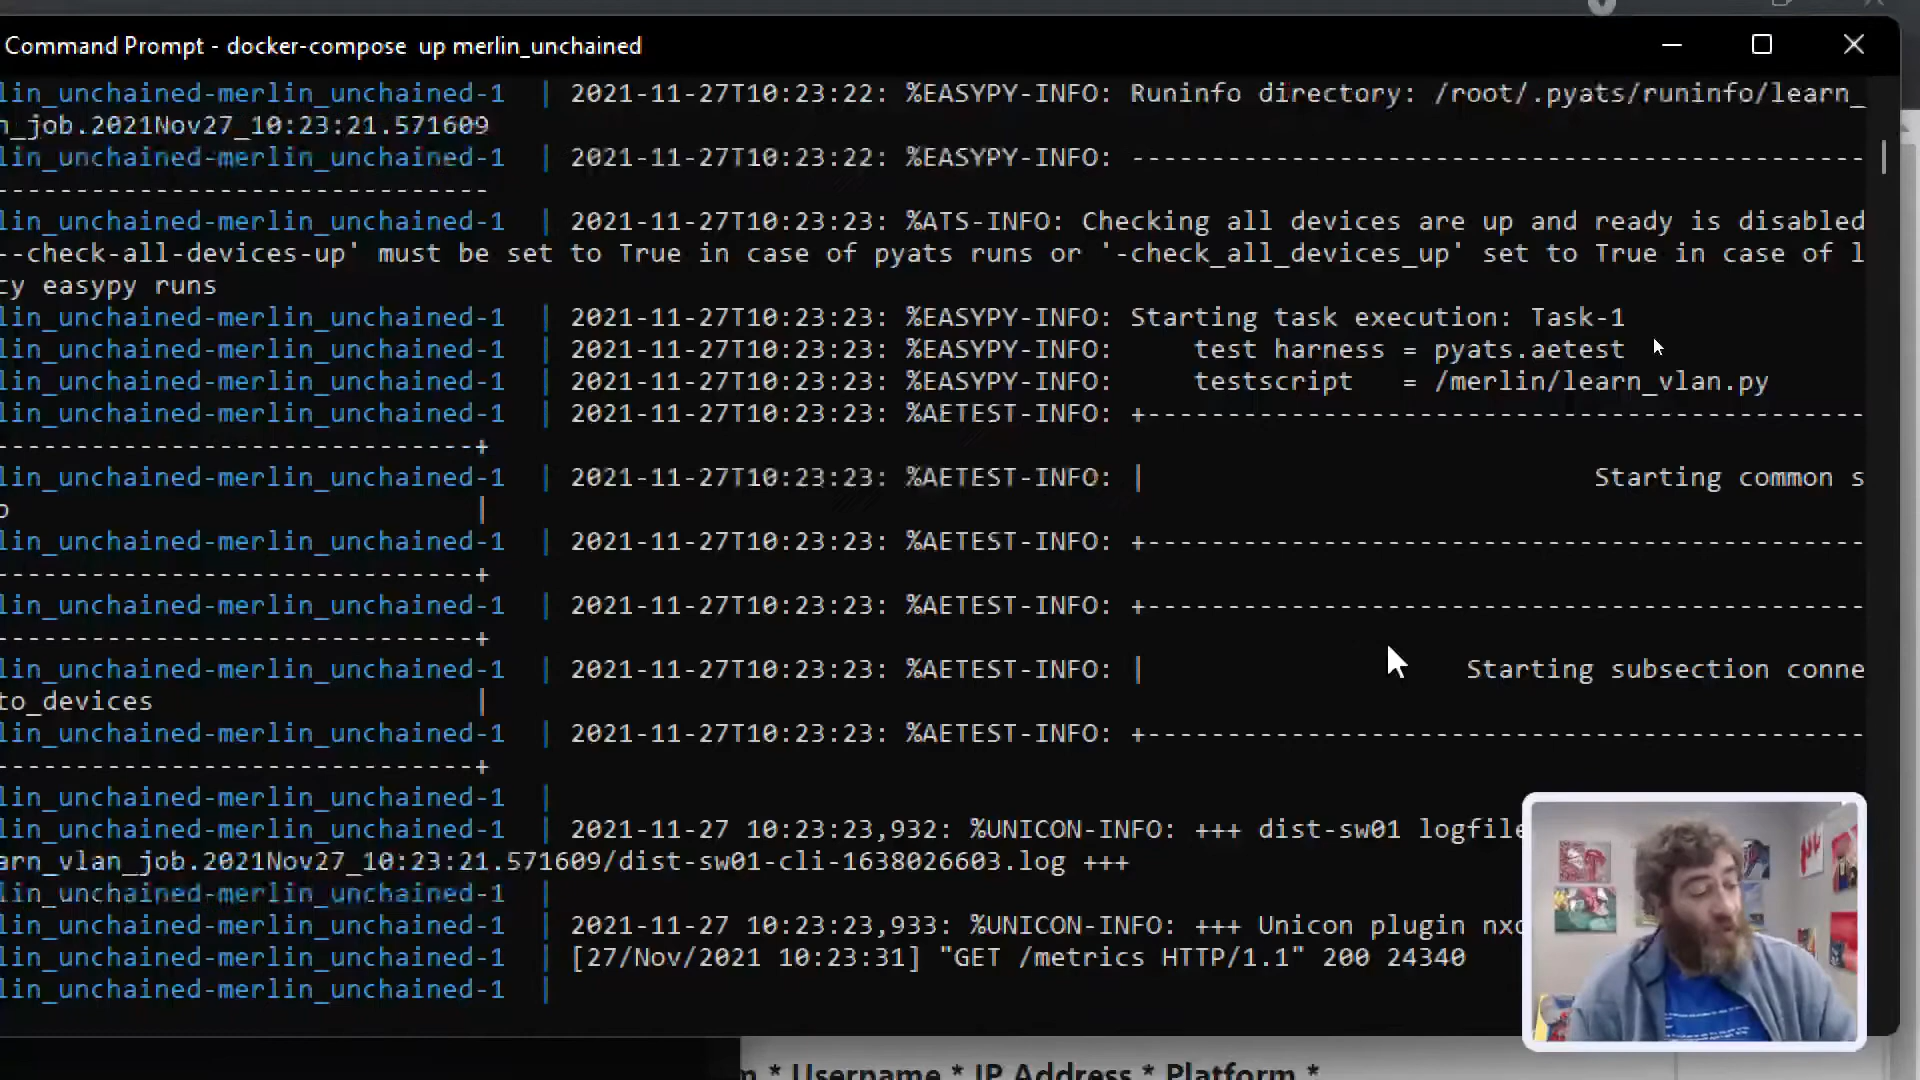 Command Prompt - docker-compose  up merlin_unchained
lin_unchained-merlin_unchained-1  | 2021-11-27T10:23:22: %EASYPY-INFO: Runinfo directory: /root/.pyats/runinfo/learn_
n_job.2021Nov27_10:23:21.571609
lin_unchained-merlin_unchained-1  | 2021-11-27T10:23:22: %EASYPY-INFO: ----------------------------------------------
-------------------------------
lin_unchained-merlin_unchained-1  | 2021-11-27T10:23:23: %ATS-INFO: Checking all devices are up and ready is disabled
--check-all-devices-up' must be set to True in case of pyats runs or '-check_all_devices_up' set to True in case of l
cy easypy runs
lin_unchained-merlin_unchained-1  | 2021-11-27T10:23:23: %EASYPY-INFO: Starting task execution: Task-1
lin_unchained-merlin_unchained-1  | 2021-11-27T10:23:23: %EASYPY-INFO:     test harness = pyats.aetest
lin_unchained-merlin_unchained-1  | 2021-11-27T10:23:23: %EASYPY-INFO:     testscript   = /merlin/learn_vlan.py
lin_unchained-merlin_unchained-1  | 2021-11-27T10:23:23: %AETEST-INFO: +---------------------------------------------
------------------------------+
lin_unchained-merlin_unchained-1  | 2021-11-27T10:23:23: %AETEST-INFO: |                            Starting common s
p                             |
lin_unchained-merlin_unchained-1  | 2021-11-27T10:23:23: %AETEST-INFO: +---------------------------------------------
------------------------------+
lin_unchained-merlin_unchained-1  | 2021-11-27T10:23:23: %AETEST-INFO: +---------------------------------------------
------------------------------+
lin_unchained-merlin_unchained-1  | 2021-11-27T10:23:23: %AETEST-INFO: |                    Starting subsection conne
to_devices                    |
lin_unchained-merlin_unchained-1  | 2021-11-27T10:23:23: %AETEST-INFO: +---------------------------------------------
------------------------------+
lin_unchained-merlin_unchained-1  |
lin_unchained-merlin_unchained-1  | 2021-11-27 10:23:23,932: %UNICON-INFO: +++ dist-sw01 logfile
arn_vlan_job.2021Nov27_10:23:21.571609/dist-sw01-cli-1638026603.log +++
lin_unchained-merlin_unchained-1  |
lin_unchained-merlin_unchained-1  | 2021-11-27 10:23:23,933: %UNICON-INFO: +++ Unicon plugin nxo
lin_unchained-merlin_unchained-1  | [27/Nov/2021 10:23:31] "GET /metrics HTTP/1.1" 200 24340
lin_unchained-merlin_unchained-1  |
* Username * IP Address * Platform *